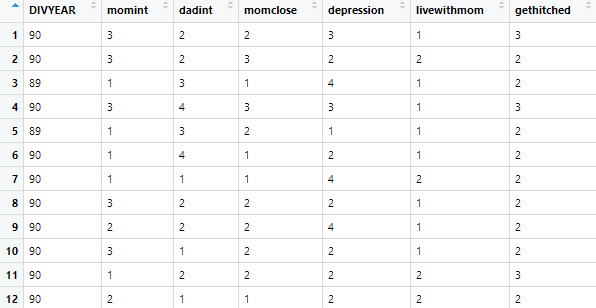 DIVYEAR momint dadint momclose depression livewithmom gethitched
1 90 3 2 2 3 1 3
2 90 3 2 3 2 2 2
3 89 1 3 1 4 1 2
4 90 3 4 3 3 1 3
5 89 1 3 2 1 1 2
6 90 1 4 1 2 1 2
7 90 1 1 1 4 2 2
8 90 3 2 2 2 1 2
9 90 2 2 2 4 1 2
10 90 3 1 2 2 1 2
11 90 1 2 2 2 2 3
12 90 2 1 1 2 2 2